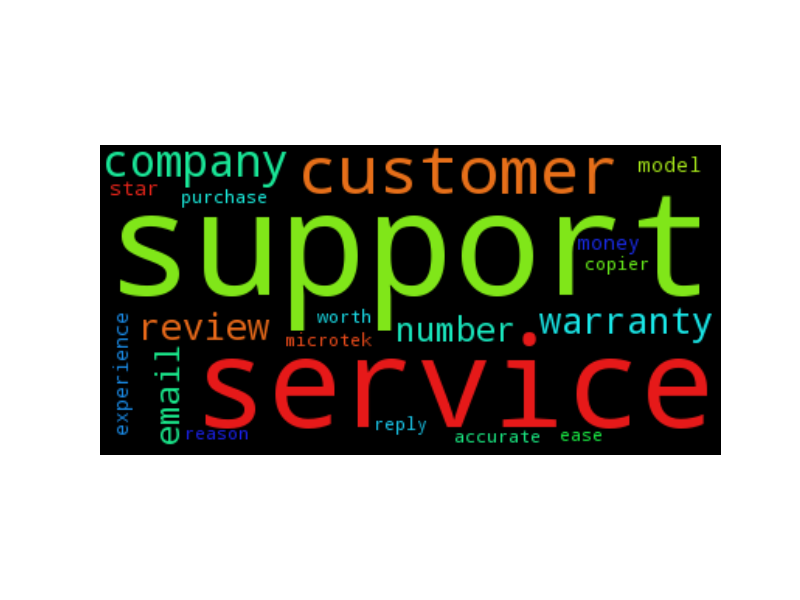 company customer model
star purchase
support
money
copier
experience review worth number warranty
microtek
email service
reason reply accurate ease